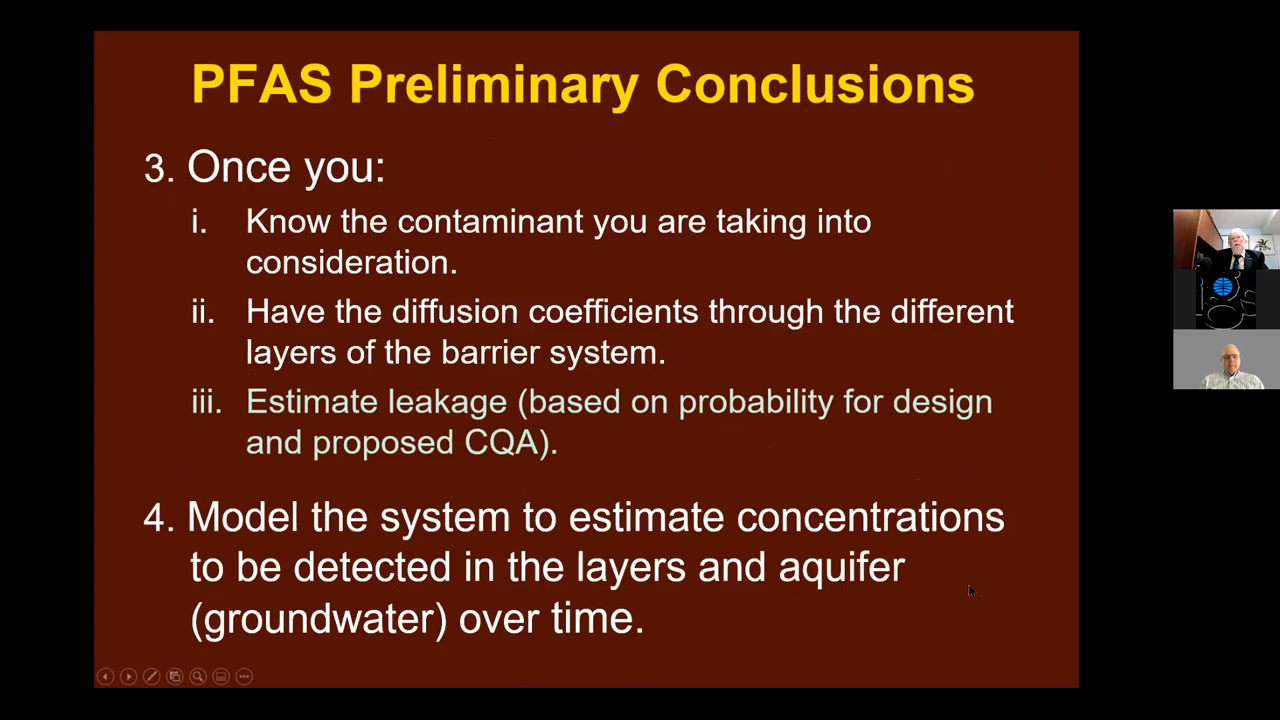 PFAS Preliminary Conclusions
3. Once you:
i. Know the contaminant you are taking into
consideration.
ii. Have the diffusion coefficients through the different
layers of the barrier system.
iii. Estimate leakage (based on probability for design
and proposed CQA).
4. Model the system to estimate concentrations
to be detected in the layers and aquifer
(groundwater) over time.